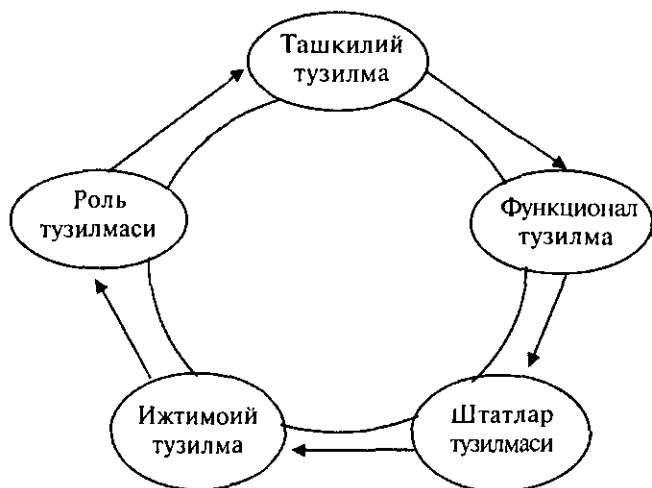 Ташкилий
тузилма
Роль
тузилмаси
Функционал
тузилма
Ижтимоий
тузилма
Штатлар
тузилмаси